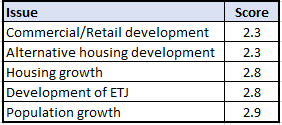 Issue Score
Commercial/Retail development 2.3
Alternative housing development 2.3
Housing growth 2.8
Development of ETJ 2.8
Population growth 2.9